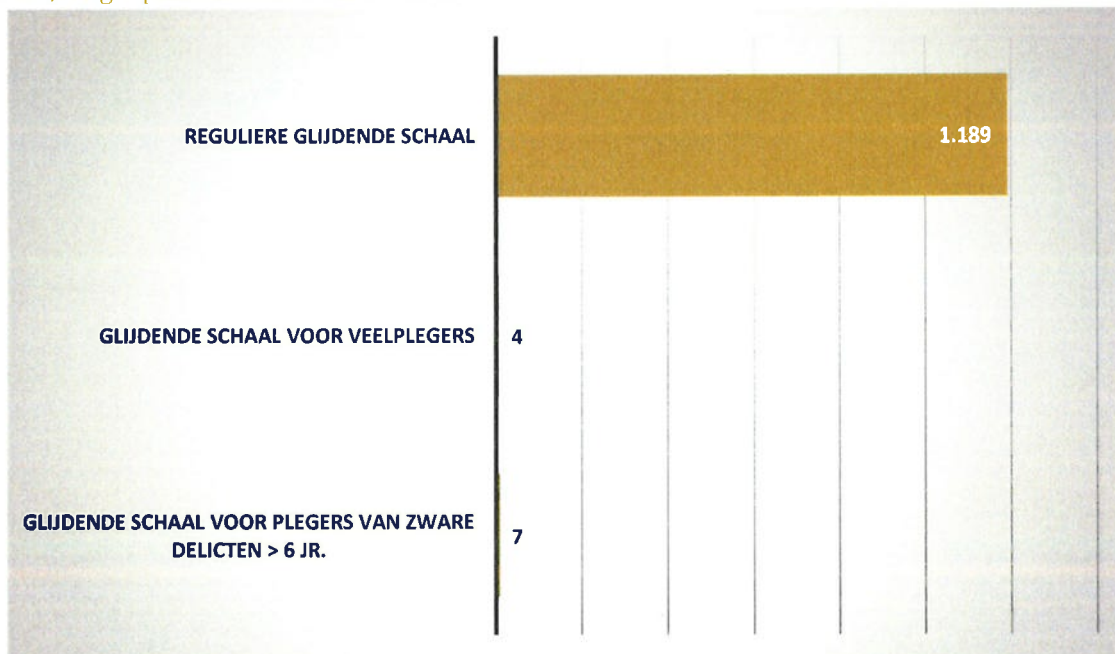 REGULIERE GLIJDENDE SCHAAL
1.189
GLIJDENDE SCHAAL VOOR VEELPLEGERS
4
GLIJDENDE SCHAAL VOOR PLEGERS VAN ZWARE
DELICTEN > 6 JR.
7